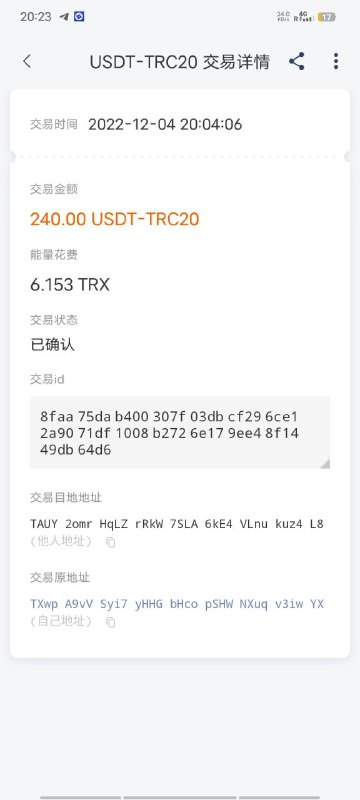 20:23
24.0
KB/s
4G
R
17
USDT-TRC20 交易详情
交易时间 2022-12-04 20:04:06
交易金额
240.00 USDT-TRC20
能量花费
6.153 TRX
交易状态
已确认
交易id
8faa 75da b400 307f 03db cf29 6ce1
2a90 71df 1008 b272 6e17 9ee4 8f14
49db 64d6
交易目地地址
TAUY 2omr HqLZ rRkW 7SLA 6kE4 VLnu kuz4 L8
(他人地址)
交易原地址
TXwp A9vV Syi7 yHHG bHco pSHW NXuq v3iw YX
(自己地址)